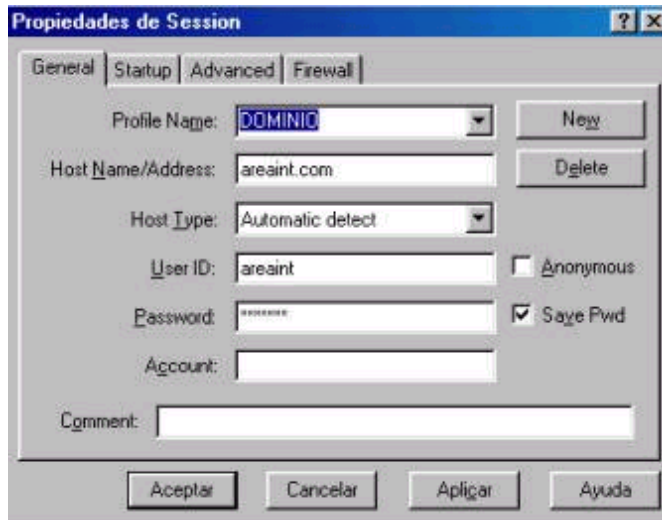 Propiedades de Session
General Startup Advanced Firewall
Profile Name: DOMINIO New
Host Name/Address: areaint.com Delete
Host Type: Automatic detect
User ID: areaint Anonymous
Password: ******* Save Pwd
Account:
Comment:
Aceptar Cancelar Aplicar Ayuda